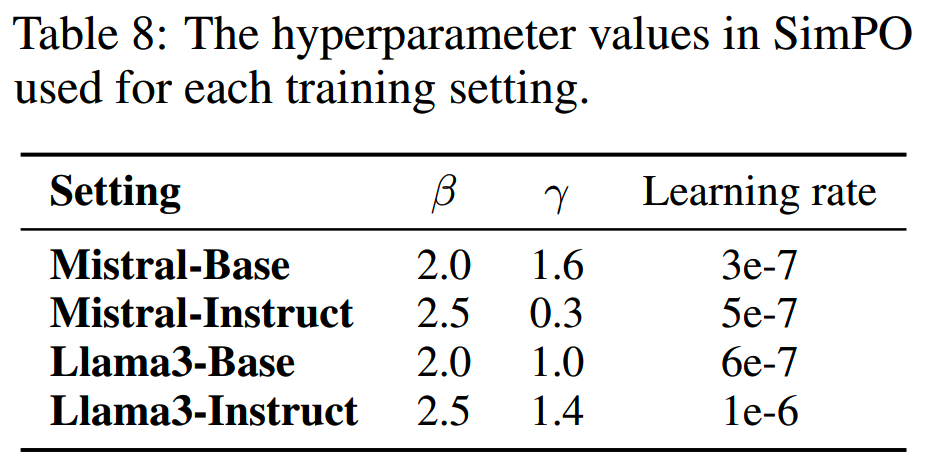 Table 8: The hyperparameter values in SimPO
used for each training setting.
Setting β γ Learning rate
Mistral-Base 2.0 1.6 3e-7
Mistral-Instruct 2.5 0.3 5e-7
Llama3-Base 2.0 1.0 6e-7
Llama3-Instruct 2.5 1.4 1e-6